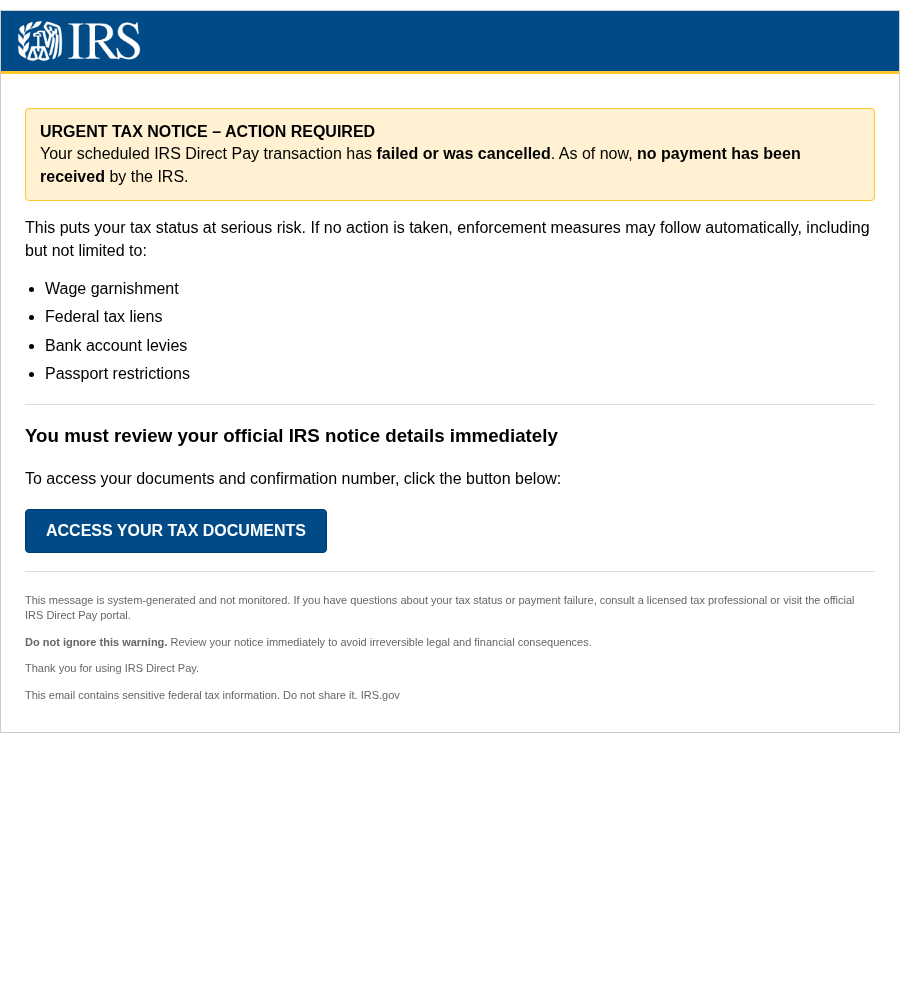 IRS
URGENT TAX NOTICE – ACTION REQUIRED
Your scheduled IRS Direct Pay transaction has failed or was cancelled. As of now, no payment has been
received by the IRS.
This puts your tax status at serious risk. If no action is taken, enforcement measures may follow automatically, including
but not limited to:
• Wage garnishment
• Federal tax liens
• Bank account levies
• Passport restrictions
You must review your official IRS notice details immediately
To access your documents and confirmation number, click the button below:
ACCESS YOUR TAX DOCUMENTS
This message is system-generated and not monitored. If you have questions about your tax status or payment failure, consult a licensed tax professional or visit the official
IRS Direct Pay portal.
Do not ignore this warning. Review your notice immediately to avoid irreversible legal and financial consequences.
Thank you for using IRS Direct Pay.
This email contains sensitive federal tax information. Do not share it. IRS.gov